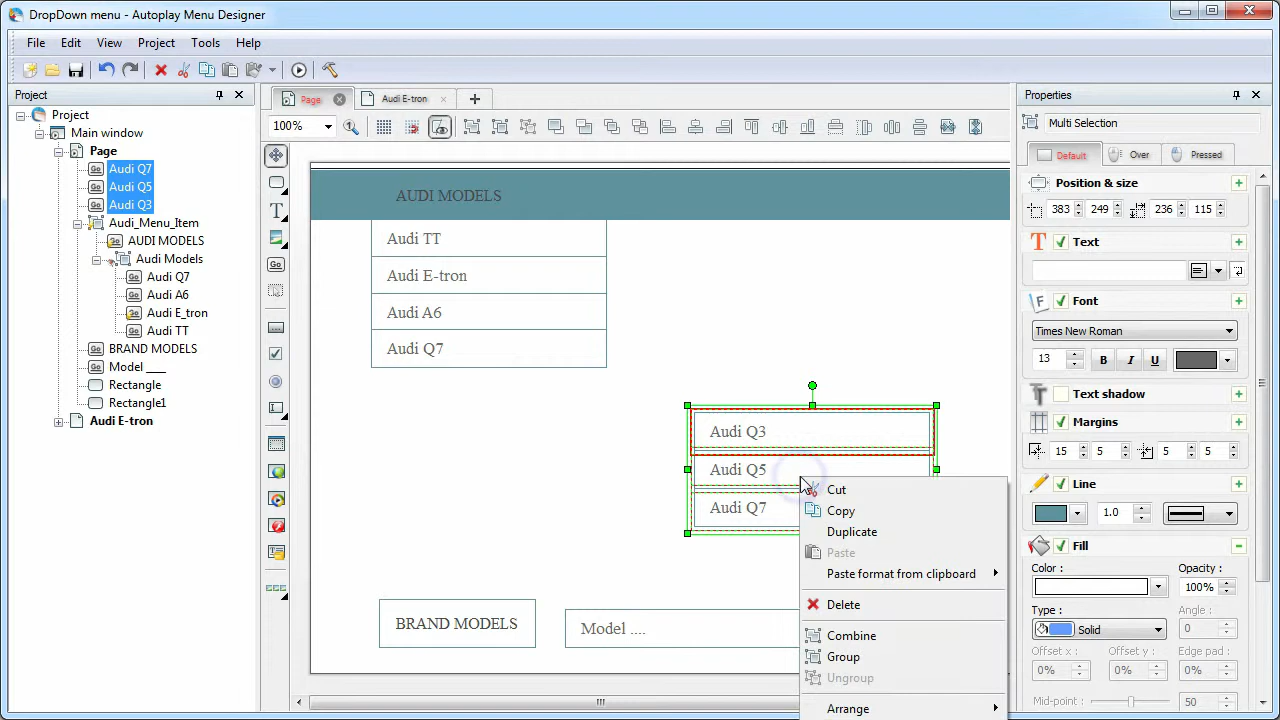 DropDown menu - Autoplay Menu Designer
File Edit View Project Tools Help
Project
Project
Main window
Page
Audi Q7
Audi Q5
Audi Q3
Audi_Menu_Item
AUDI MODELS
Audi Models
Audi Q7
Audi A6
Audi E_tron
Audi TT
BRAND MODELS
Model ____
Rectangle
Rectangle1
Audi E-tron
Page
Audi E-tron
100%
AUDI MODELS
Audi TT
Audi E-tron
Audi A6
Audi Q7
Audi Q3
Audi Q5
Audi Q7
BRAND MODELS
Model ....
Cut
Copy
Duplicate
Paste
Paste format from clipboard
Delete
Combine
Group
Ungroup
Arrange
Properties
Multi Selection
Default Over Pressed
Position & size
383 249 236 115
Text
Font
Times New Roman
13 B I U
Text shadow
Margins
15 5 5 5
Line
1.0
Fill
Color: Opacity:
100%
Type: Angle:
Solid 0
Offset x: Offset y: Edge pad:
0% 0% 0%
Mid-point: 50